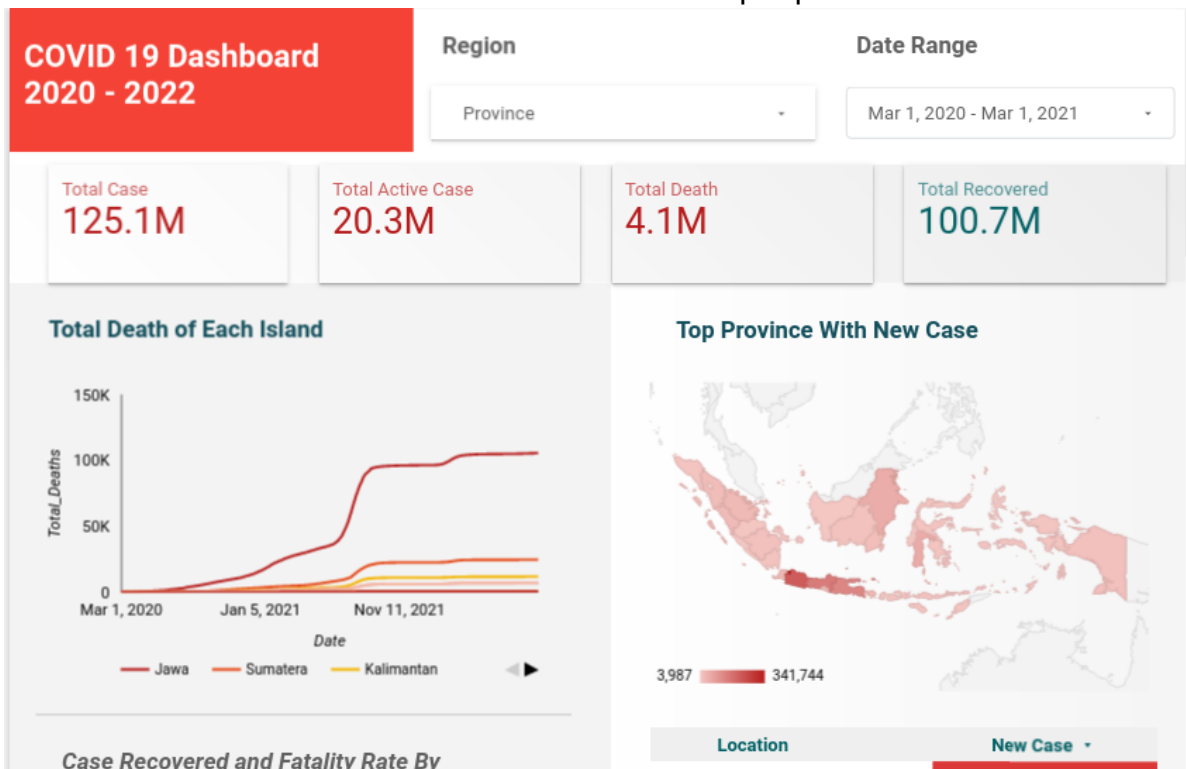 COVID 19 Dashboard
2020 - 2022
Region
Province
Date Range
Mar 1, 2020 - Mar 1, 2021
Total Case
125.1M
Total Active Case
20.3M
Total Death
4.1M
Total Recovered
100.7M
Total Death of Each Island
150K
100K
50K
0
Total_Deaths
Mar 1, 2020 Jan 5, 2021 Nov 11, 2021
Date
Jawa Sumatera Kalimantan
Case Recovered and Fatality Rate By
Top Province With New Case
3,987 341,744
Location New Case